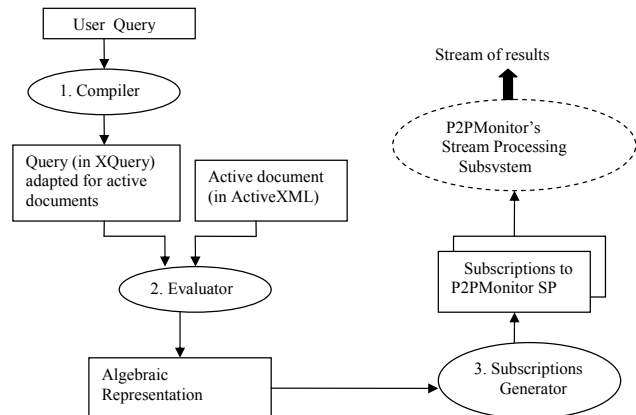 User Query
1. Compiler
Query (in XQuery)
adapted for active
documents
Active document
(in ActiveXML)
2. Evaluator
Algebraic
Representation
3. Subscriptions
Generator
Subscriptions to
P2PMonitor SP
P2PMonitor's
Stream Processing
Subsystem
Stream of results